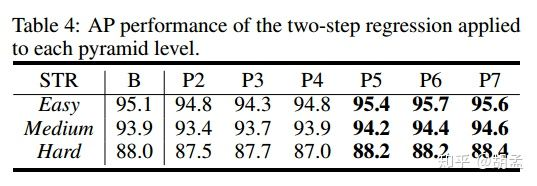 Table 4: AP performance of the two-step regression applied
to each pyramid level.
STR B P2 P3 P4 P5 P6 P7
Easy 95.1 94.8 94.3 94.8 95.4 95.7 95.6
Medium 93.9 93.4 93.7 93.9 94.2 94.4 94.6
Hard 88.0 87.5 87.7 87.0 88.2 88.2 88.4
知乎 @胡孟